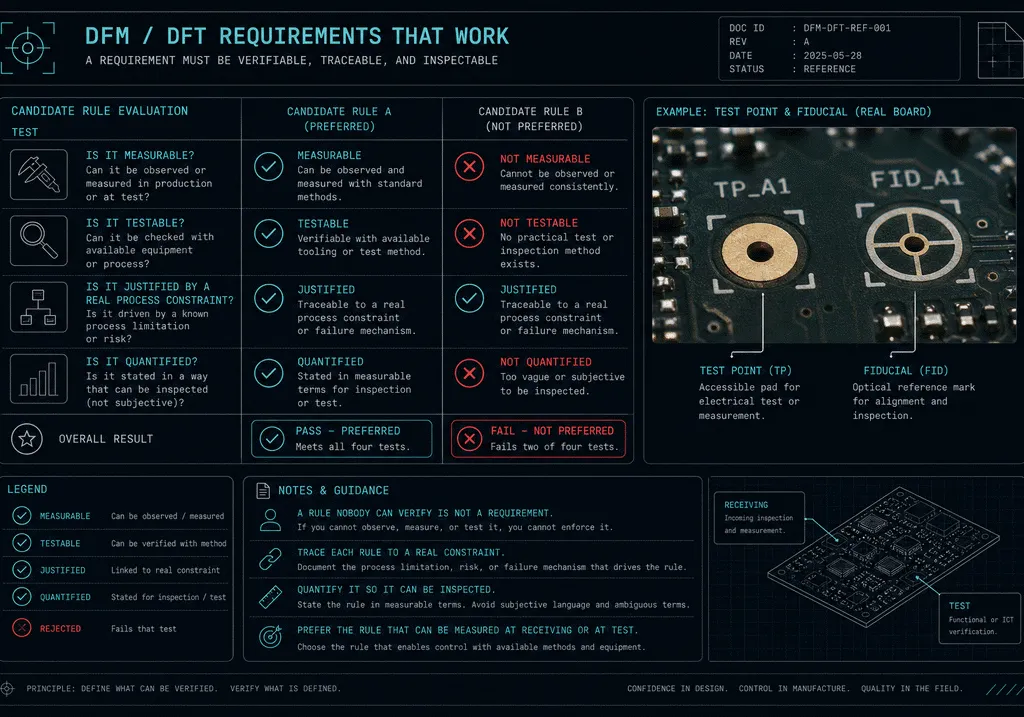 DFM / DFT REQUIREMENTS THAT WORK
A REQUIREMENT MUST BE VERIFIABLE, TRACEABLE, AND INSPECTABLE
DOC ID : DFM-DFT-REF-001
REV : A
DATE : 2025-05-28
STATUS : REFERENCE
CANDIDATE RULE EVALUATION
TEST
CANDIDATE RULE A
(PREFERRED)
CANDIDATE RULE B
(NOT PREFERRED)
IS IT MEASURABLE?
Can it be observed or
measured in production
or at test?
MEASURABLE
Can be observed and
measured with standard
methods.
NOT MEASURABLE
Cannot be observed or
measured consistently.
IS IT TESTABLE?
Can it be checked with
available equipment
or process?
TESTABLE
Verifiable with available
tooling or test method.
NOT TESTABLE
No practical test or
inspection method
exists.
IS IT JUSTIFIED BY A
REAL PROCESS CONSTRAINT?
Is it driven by a known
process limitation
or risk?
JUSTIFIED
Traceable to a real
process constraint
or failure mechanism.
JUSTIFIED
Traceable to a real
process constraint
or failure mechanism.
IS IT QUANTIFIED?
Is it stated in a way
that can be inspected
(not subjective)?
QUANTIFIED
Stated in measurable
terms for inspection
or test.
NOT QUANTIFIED
Too vague or subjective
to be inspected.
OVERALL RESULT
PASS – PREFERRED
Meets all four tests.
FAIL – NOT PREFERRED
Fails two of four tests.
EXAMPLE: TEST POINT & FIDUCIAL (REAL BOARD)
TP_A1
FID_A1
TEST POINT (TP)
Accessible pad for
electrical test or
measurement.
FIDUCIAL (FID)
Optical reference mark
for alignment and
inspection.
LEGEND
MEASURABLE Can be observed / measured
TESTABLE Can be verified with method
JUSTIFIED Linked to real constraint
QUANTIFIED Stated for inspection / test
REJECTED Fails that test
NOTES & GUIDANCE
A RULE NOBODY CAN VERIFY IS NOT A REQUIREMENT.
If you cannot observe, measure, or test it, you cannot enforce it.
TRACE EACH RULE TO A REAL CONSTRAINT.
Document the process limitation, risk, or failure mechanism that drives the rule.
QUANTIFY IT SO IT CAN BE INSPECTED.
State the rule in measurable terms. Avoid subjective language and ambiguous terms.
PREFER THE RULE THAT CAN BE MEASURED AT RECEIVING OR AT TEST.
Choose the rule that enables control with available methods and equipment.
RECEIVING
Incoming inspection
and measurement.
TEST
Functional or ICT
verification.
PRINCIPLE: DEFINE WHAT CAN BE VERIFIED. VERIFY WHAT IS DEFINED.
CONFIDENCE IN DESIGN. CONTROL IN MANUFACTURE. QUALITY IN THE FIELD.